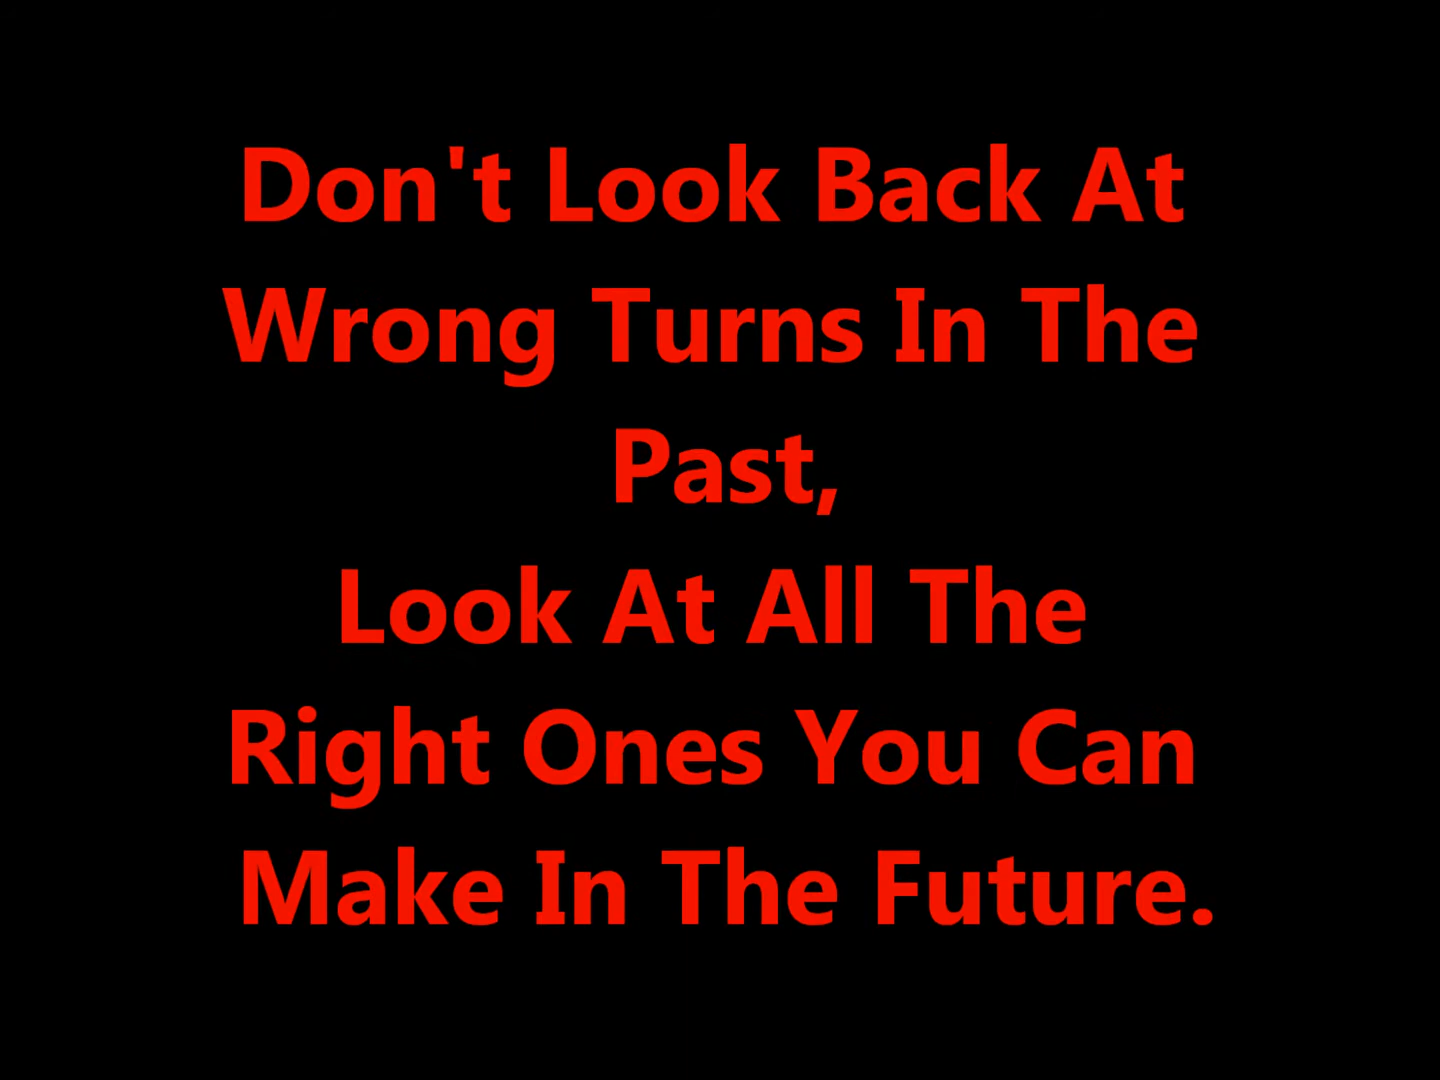 Don't Look Back At
Wrong Turns In The
Past,
Look At All The
Right Ones You Can
Make In The Future.